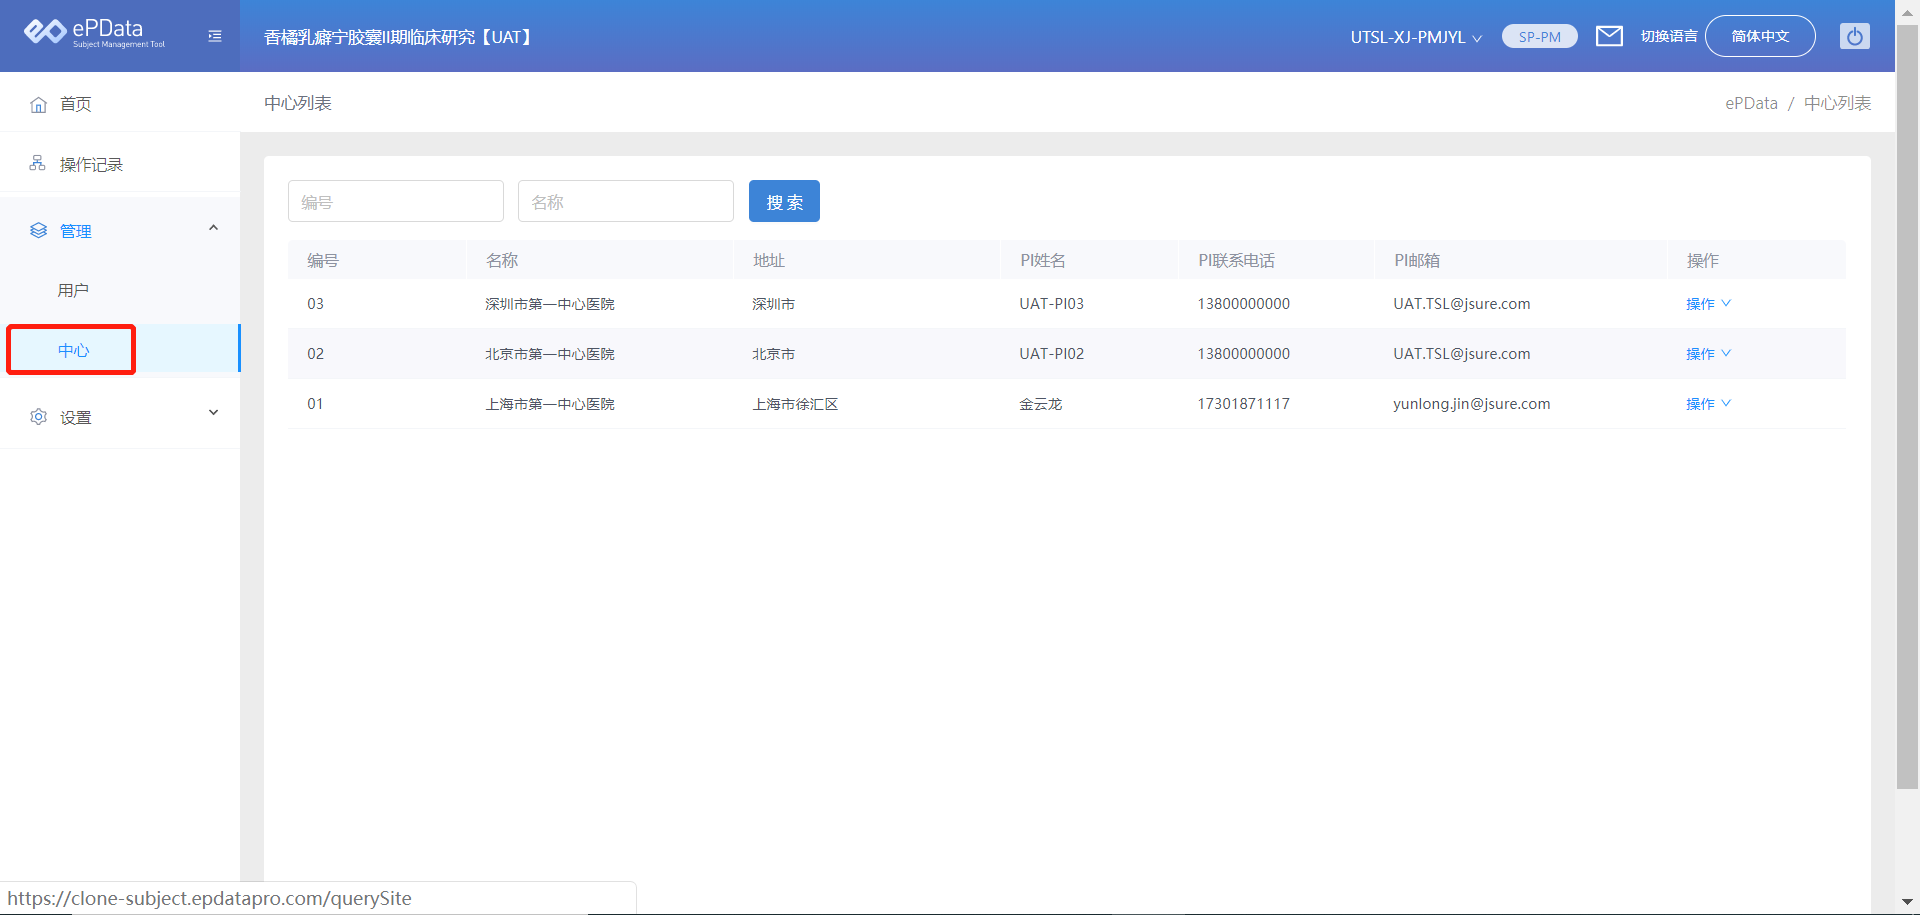 ePData
Subject Management Tool
香橘乳癖宁胶囊II期临床研究【UAT】
UTSL-XJ-PMJYL
SP-PM
切换语言
简体中文
首页
操作记录
管理
用户
中心
设置
中心列表
ePData / 中心列表
编号
名称
搜 索
编号 名称 地址 PI姓名 PI联系电话 PI邮箱 操作
03 深圳市第一中心医院 深圳市 UAT-PI03 13800000000 UAT.TSL@jsure.com 操作
02 北京市第一中心医院 北京市 UAT-PI02 13800000000 UAT.TSL@jsure.com 操作
01 上海市第一中心医院 上海市徐汇区 金云龙 17301871117 yunlong.jin@jsure.com 操作
https://clone-subject.epdatapro.com/querySite